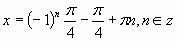 x = (−1)ⁿ π/4 − π/4 + πn, n ∈ z